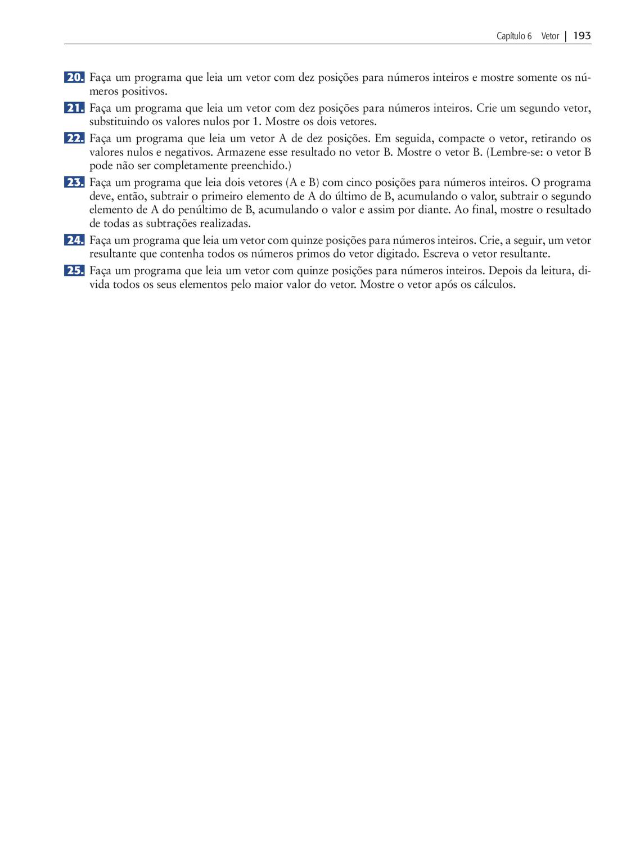 Capítulo 6 Vetor | 193
20. Faça um programa que leia um vetor com dez posições para números inteiros e mostre somente os nú-
meros positivos.
21. Faça um programa que leia um vetor com dez posições para números inteiros. Crie um segundo vetor,
substituindo os valores nulos por 1. Mostre os dois vetores.
22. Faça um programa que leia um vetor A de dez posições. Em seguida, compacte o vetor, retirando os
valores nulos e negativos. Armazene esse resultado no vetor B. Mostre o vetor B. (Lembre-se: o vetor B
pode não ser completamente preenchido.)
23. Faça um programa que leia dois vetores (A e B) com cinco posições para números inteiros. O programa
deve, então, subtrair o primeiro elemento de A do último de B, acumulando o valor, subtrair o segundo
elemento de A do penúltimo de B, acumulando o valor e assim por diante. Ao final, mostre o resultado
de todas as subtrações realizadas.
24. Faça um programa que leia um vetor com quinze posições para números inteiros. Crie, a seguir, um vetor
resultante que contenha todos os números primos do vetor digitado. Escreva o vetor resultante.
25. Faça um programa que leia um vetor com quinze posições para números inteiros. Depois da leitura, di-
vida todos os seus elementos pelo maior valor do vetor. Mostre o vetor após os cálculos.